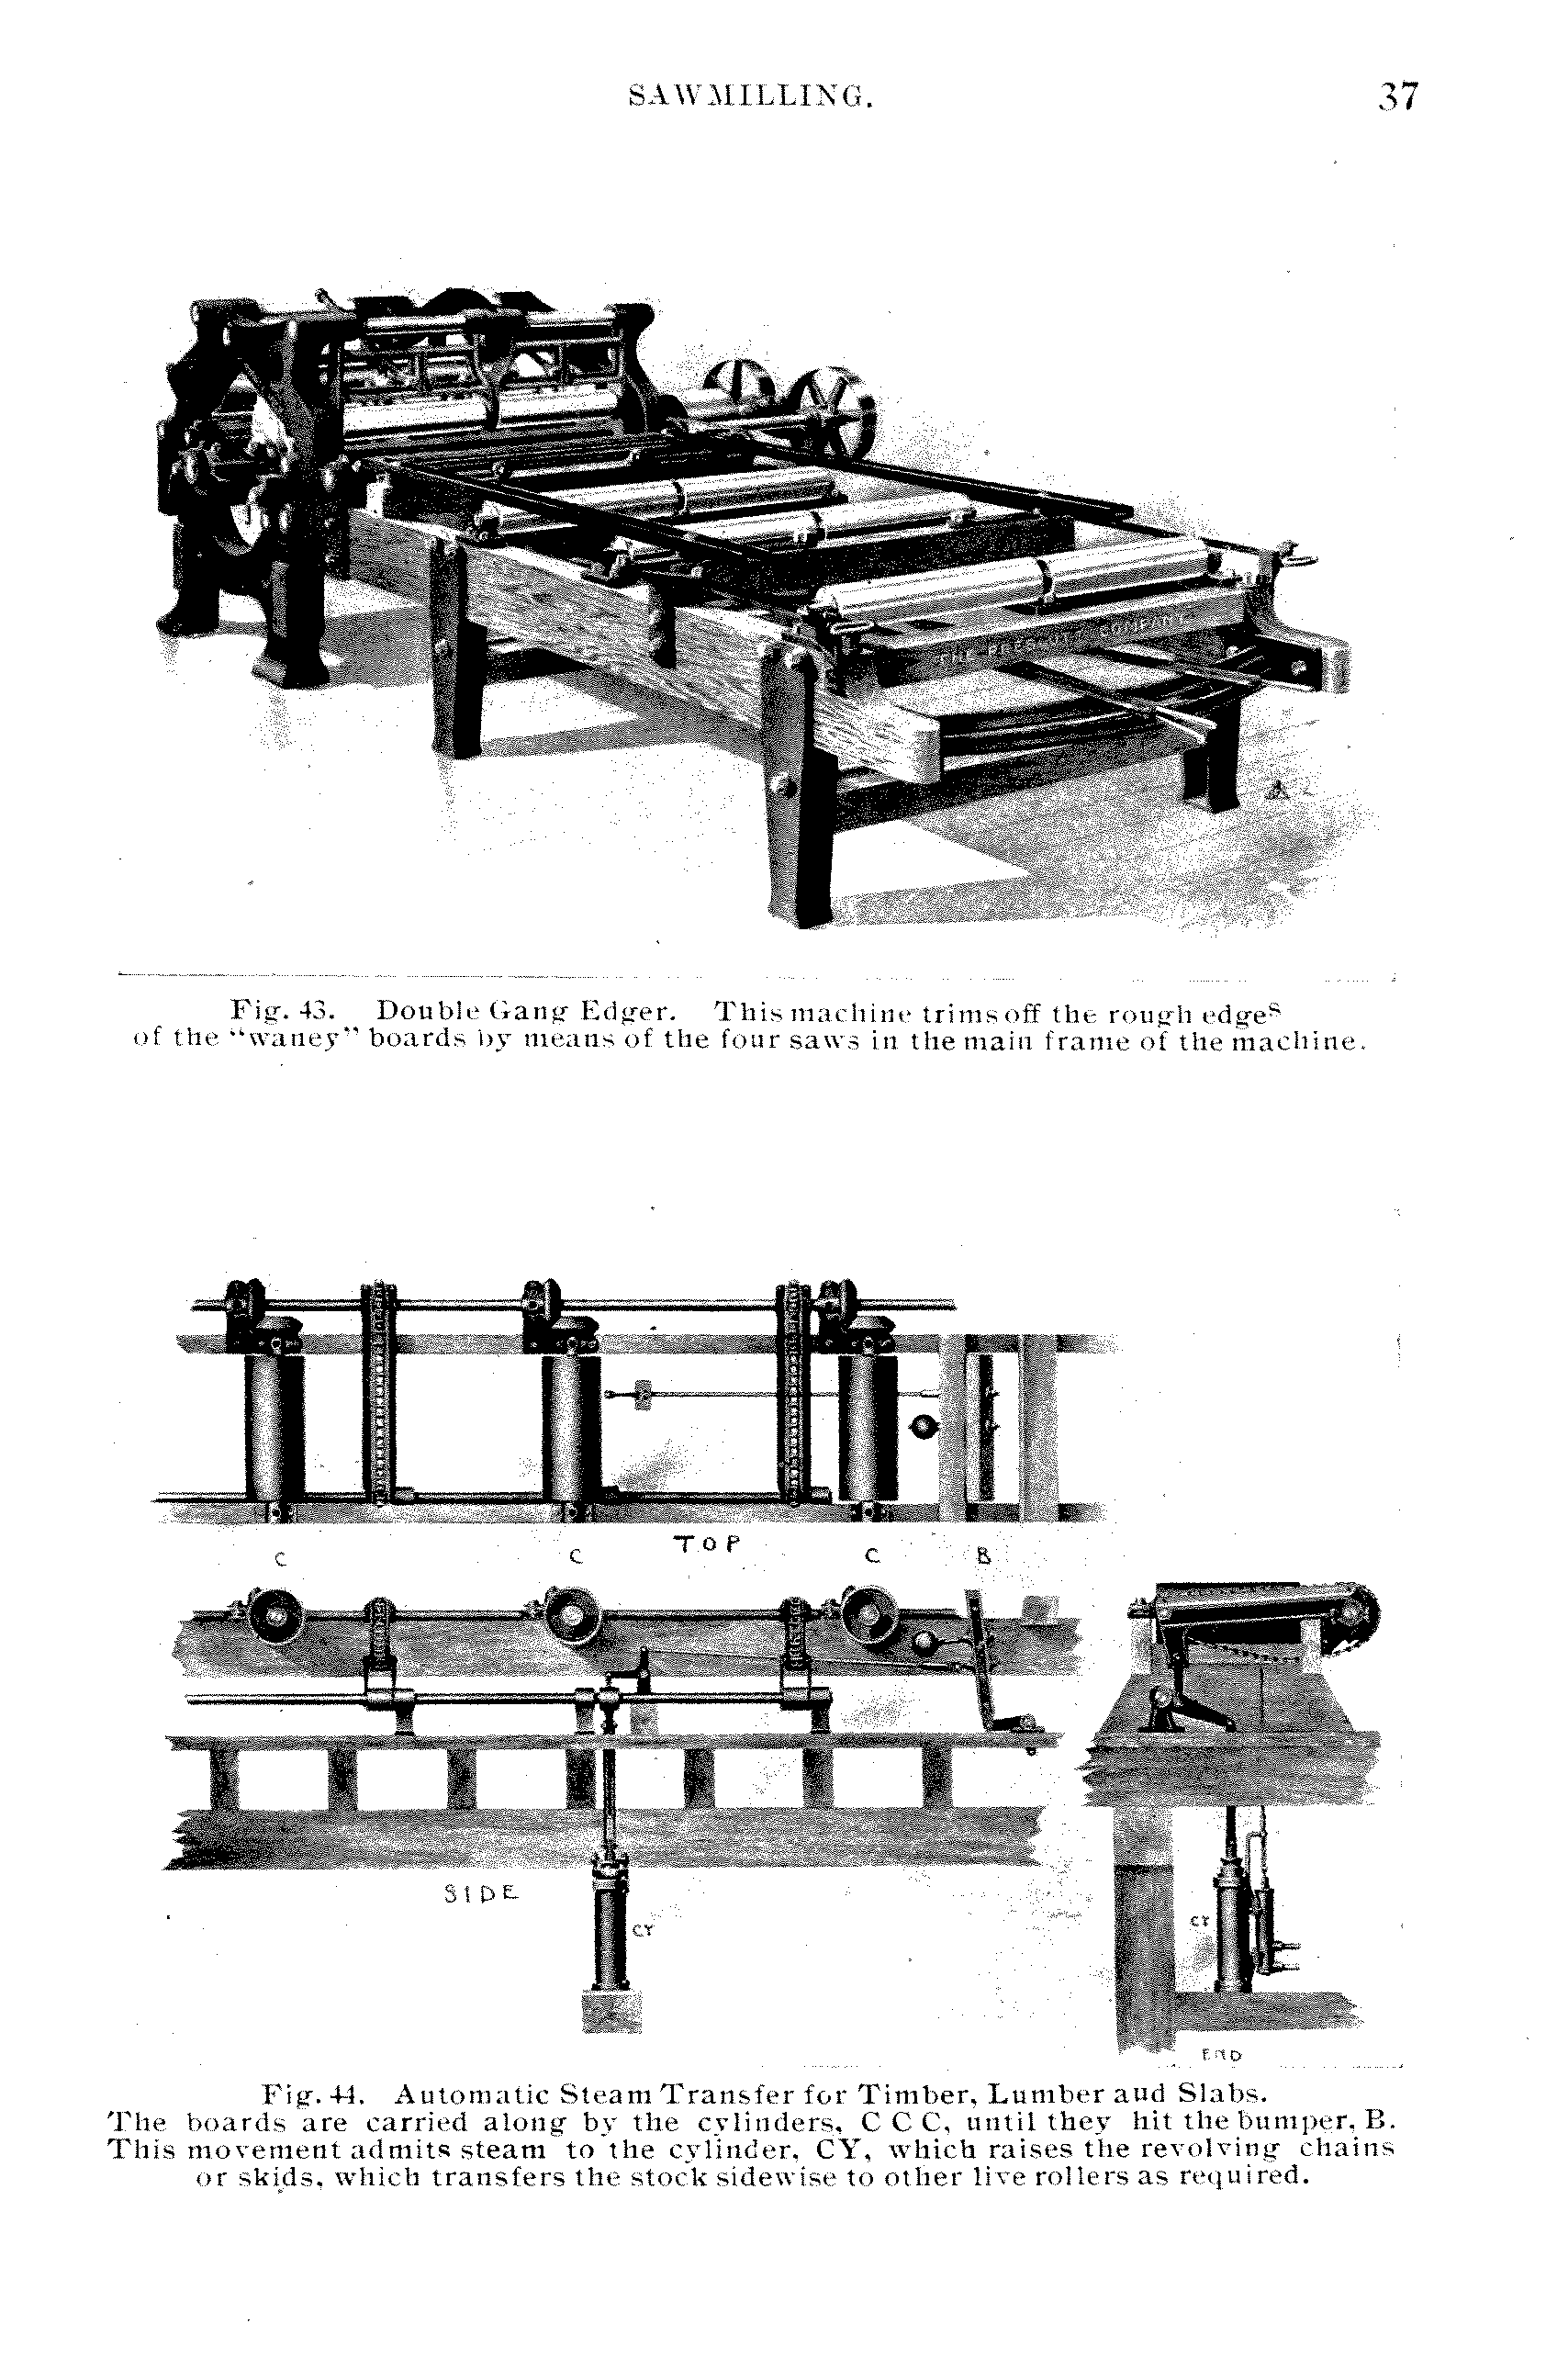 SAWMILLING.
37
COMPANY
Fig. 43. Double Gang Edger. This machine trims off the rough edges
of the “waney” boards by means of the four saws in the main frame of the machine.
TOP
C C C B
SIDE
CY
CY
END
Fig. 44. Automatic Steam Transfer for Timber, Lumber and Slabs.
The boards are carried along by the cylinders, C C C, until they hit the bumper, B.
This movement admits steam to the cylinder, CY, which raises the revolving chains
or skids, which transfers the stock sidewise to other live rollers as required.